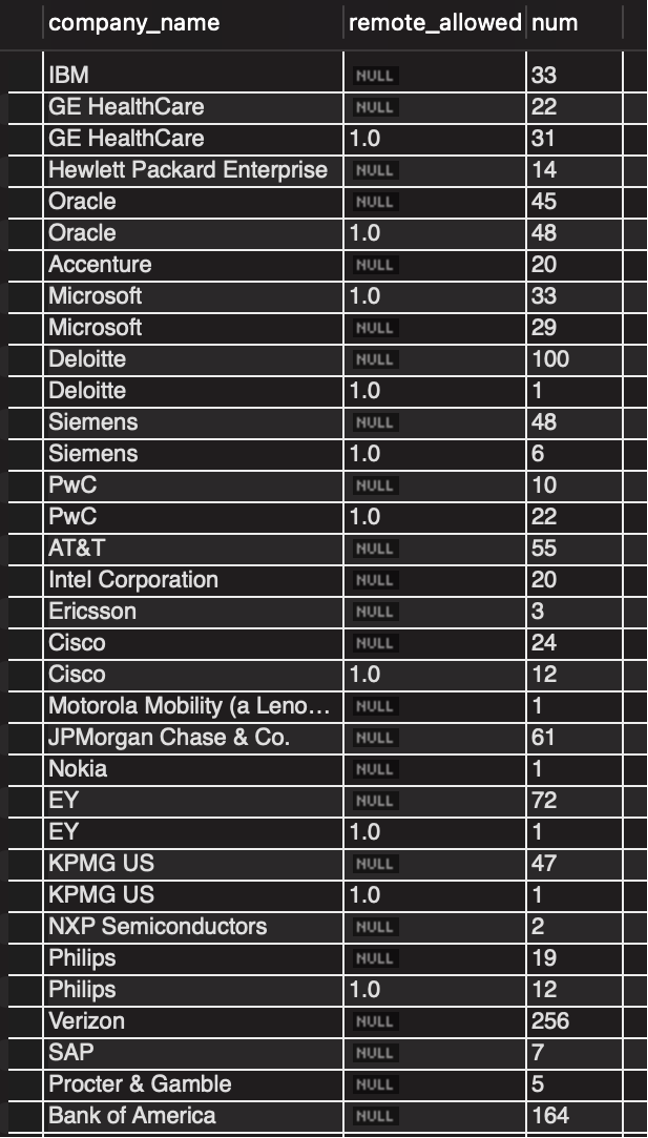 company_name remote_allowed num
IBM NULL 33
GE HealthCare NULL 22
GE HealthCare 1.0 31
Hewlett Packard Enterprise NULL 14
Oracle NULL 45
Oracle 1.0 48
Accenture NULL 20
Microsoft 1.0 33
Microsoft NULL 29
Deloitte NULL 100
Deloitte 1.0 1
Siemens NULL 48
Siemens 1.0 6
PwC NULL 10
PwC 1.0 22
AT&T NULL 55
Intel Corporation NULL 20
Ericsson NULL 3
Cisco NULL 24
Cisco 1.0 12
Motorola Mobility (a Leno... NULL 1
JPMorgan Chase & Co. NULL 61
Nokia NULL 1
EY NULL 72
EY 1.0 1
KPMG US NULL 47
KPMG US 1.0 1
NXP Semiconductors NULL 2
Philips NULL 19
Philips 1.0 12
Verizon NULL 256
SAP NULL 7
Procter & Gamble NULL 5
Bank of America NULL 164